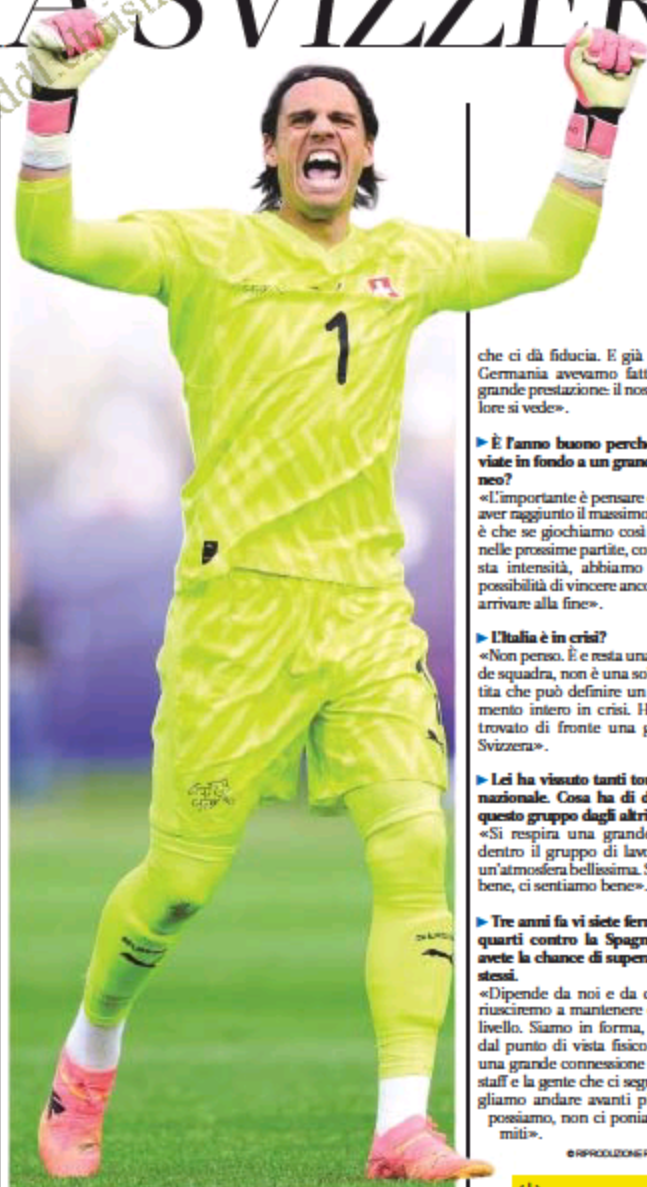 A SVIZZER
1
che ci dà fiducia. E già
Germania avevamo fatt
grande prestazione: il nos
lore si vede».
► È l'anno buono perch
viate in fondo a un grand
neo?
«L'importante è pensare
aver raggiunto il massimo
è che se giochiamo così
nelle prossime partite, co
sta intensità, abbiamo
possibilità di vincere anco
arrivare alla fine».
► L'Italia è in crisi?
«Non penso. È e resta una
de squadra, non è una so
tita che può definire un
mento intero in crisi. H
trovato di fronte una g
Svizzera».
► Lei ha vissuto tanti tou
nazionale. Cosa ha di d
questo gruppo dagli altri
«Si respira una grande
dentro il gruppo di lavo
un'atmosfera bellissima. S
bene, ci sentiamo bene».
► Tre anni fa vi siete fer
quarti contro la Spagn
avete la chance di super
stessi.
«Dipende da noi e da
riusciremo a mantenere
livello. Siamo in forma,
dal punto di vista fisico
una grande connessione
staff e la gente che ci seg
gliamo andare avanti p
possiamo, non ci ponia
miti».
© RIPRODUZIONE R